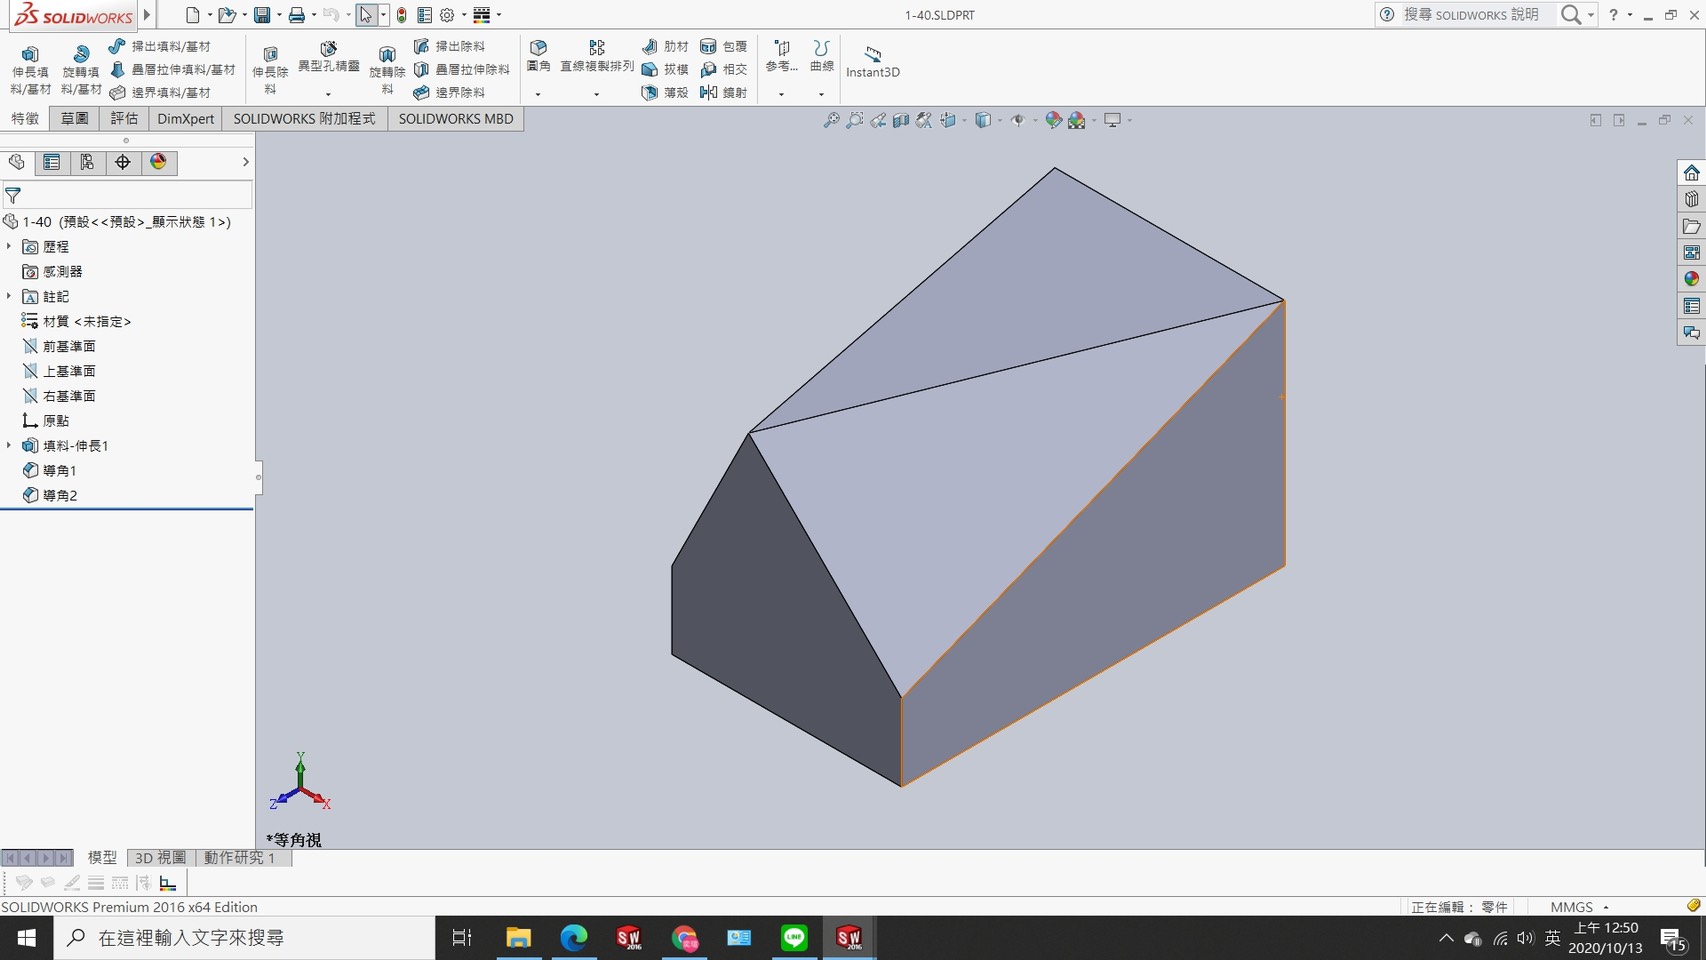 SOLIDWORKS
1-40.SLDPRT
搜尋 SOLIDWORKS 說明
伸長填料/基材
旋轉填料/基材
掃出填料/基材
疊層拉伸填料/基材
邊界填料/基材
伸長除料
異型孔精靈
旋轉除料
掃出除料
疊層拉伸除料
邊界除料
圓角
直線複製排列
肋材
拔模
薄殼
包覆
相交
鏡射
參考...
曲線
Instant3D
特徵
草圖
評估
DimXpert
SOLIDWORKS 附加程式
SOLIDWORKS MBD
1-40 (預設<<預設>_顯示狀態 1>)
歷程
感測器
註記
材質 <未指定>
前基準面
上基準面
右基準面
原點
填料-伸長1
導角1
導角2
Y
Z
X
*等角視
模型
3D 視圖
動作研究 1
SOLIDWORKS Premium 2016 x64 Edition
正在編輯： 零件
MMGS
在這裡輸入文字來搜尋
SW
2016
LINE
SW
2016
英
上午 12:50
2020/10/13
15